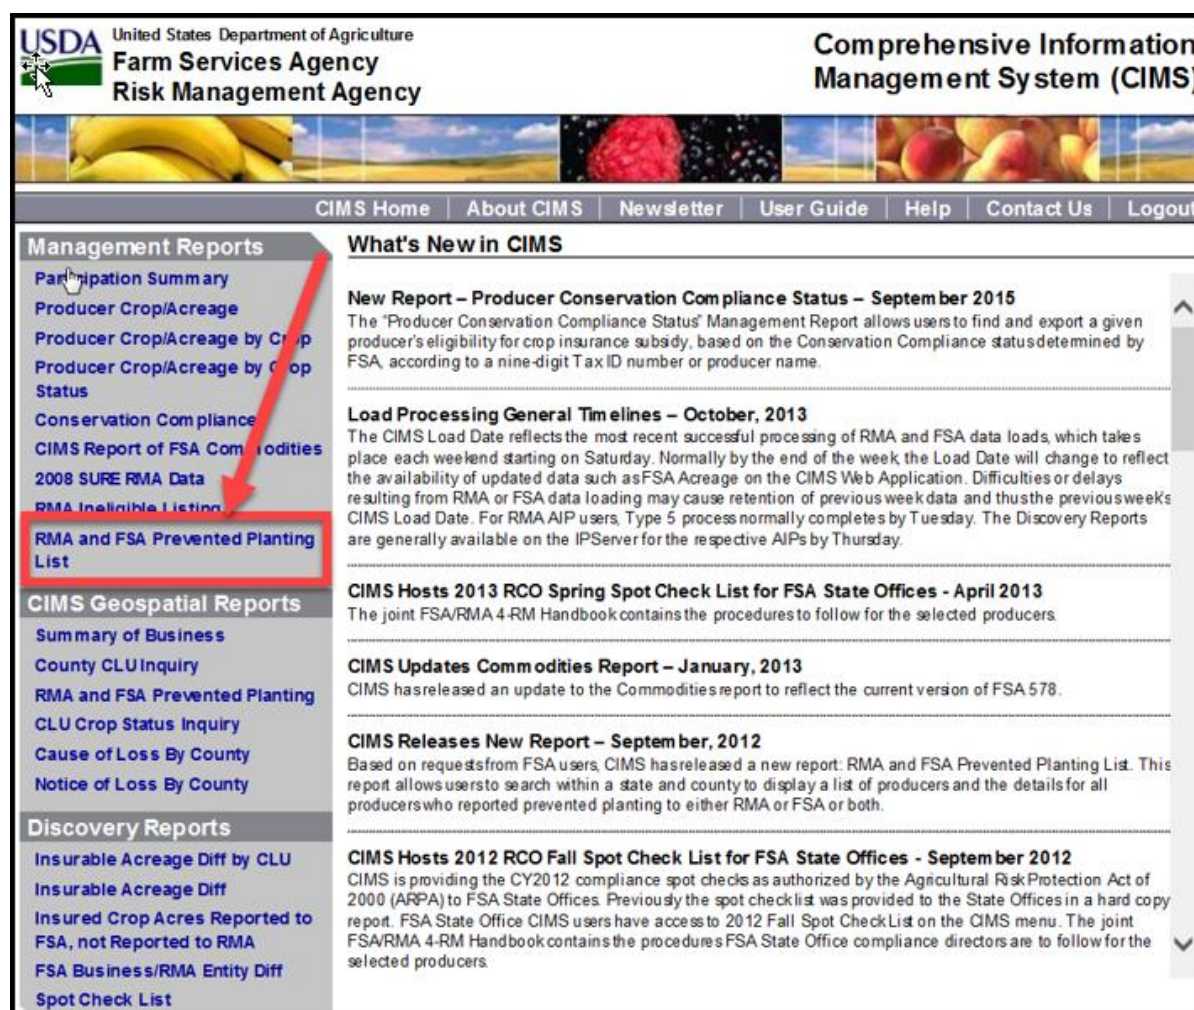 USDA
United States Department of Agriculture
Farm Services Agency
Risk Management Agency
Comprehensive Information
Management System (CIMS)
CIMS Home | About CIMS | Newsletter | User Guide | Help | Contact Us | Logout
Management Reports
Participation Summary
Producer Crop/Acreage
Producer Crop/Acreage by Crop
Producer Crop/Acreage by Crop
Status
Conservation Compliance
CIMS Report of FSA Commodities
2008 SURE RMA Data
RMA Ineligible Listing
RMA and FSA Prevented Planting
List
CIMS Geospatial Reports
Summary of Business
County CLU Inquiry
RMA and FSA Prevented Planting
CLU Crop Status Inquiry
Cause of Loss By County
Notice of Loss By County
Discovery Reports
Insurable Acreage Diff by CLU
Insurable Acreage Diff
Insured Crop Acres Reported to
FSA, not Reported to RMA
FSA Business/RMA Entity Diff
Spot Check List
What's New in CIMS
New Report – Producer Conservation Compliance Status – September 2015
The "Producer Conservation Compliance Status" Management Report allows users to find and export a given
producer's eligibility for crop insurance subsidy, based on the Conservation Compliance status determined by
FSA, according to a nine-digit Tax ID number or producer name.
Load Processing General Timelines – October, 2013
The CIMS Load Date reflects the most recent successful processing of RMA and FSA data loads, which takes
place each weekend starting on Saturday. Normally by the end of the week, the Load Date will change to reflect
the availability of updated data such as FSA Acreage on the CIMS Web Application. Difficulties or delays
resulting from RMA or FSA data loading may cause retention of previous week data and thus the previous week's
CIMS Load Date. For RMA AIP users, Type 5 process normally completes by Tuesday. The Discovery Reports
are generally available on the IPServer for the respective AIPs by Thursday.
CIMS Hosts 2013 RCO Spring Spot Check List for FSA State Offices - April 2013
The joint FSA/RMA 4-RM Handbook contains the procedures to follow for the selected producers.
CIMS Updates Commodities Report – January, 2013
CIMS has released an update to the Commodities report to reflect the current version of FSA 578.
CIMS Releases New Report – September, 2012
Based on requests from FSA users, CIMS has released a new report: RMA and FSA Prevented Planting List. This
report allows users to search within a state and county to display a list of producers and the details for all
producers who reported prevented planting to either RMA or FSA or both.
CIMS Hosts 2012 RCO Fall Spot Check List for FSA State Offices - September 2012
CIMS is providing the CY2012 compliance spot checks as authorized by the Agricultural Risk Protection Act of
2000 (ARPA) to FSA State Offices. Previously the spot check list was provided to the State Offices in a hard copy
report. FSA State Office CIMS users have access to 2012 Fall Spot Check List on the CIMS menu. The joint
FSA/RMA 4-RM Handbook contains the procedures FSA State Office compliance directors are to follow for the
selected producers.